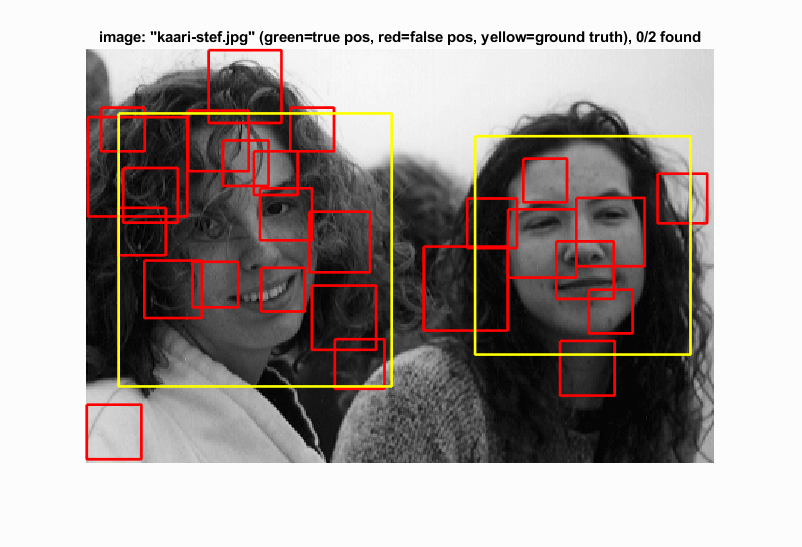 image: "kaari-stef.jpg" (green=true pos, red=false pos, yellow=ground truth), 0/2 found